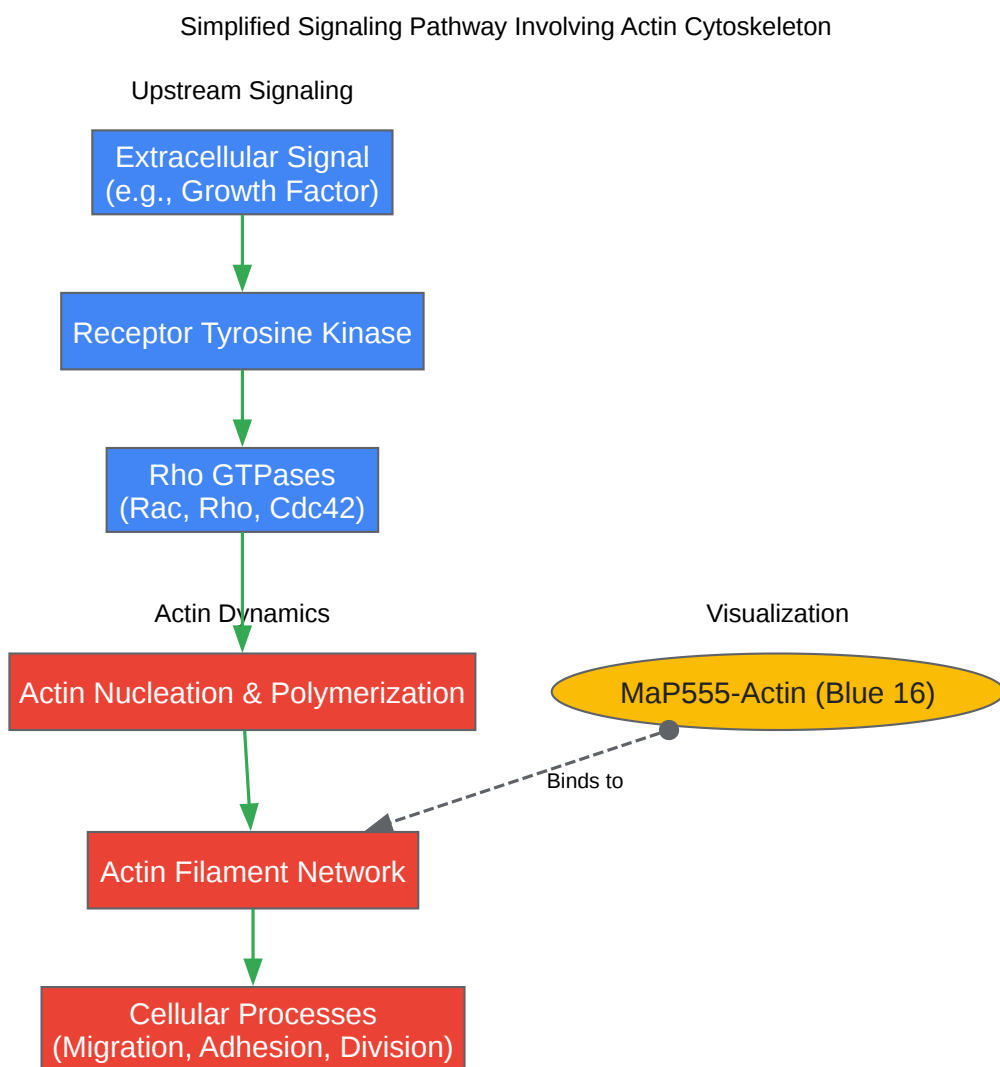 Simplified Signaling Pathway Involving Actin Cytoskeleton
Upstream Signaling
Extracellular Signal
(e.g., Growth Factor)
Receptor Tyrosine Kinase
Rho GTPases
(Rac, Rho, Cdc42)
Actin Dynamics
Visualization
Actin Nucleation & Polymerization
MaP555-Actin (Blue 16)
Binds to
Actin Filament Network
Cellular Processes
(Migration, Adhesion, Division)